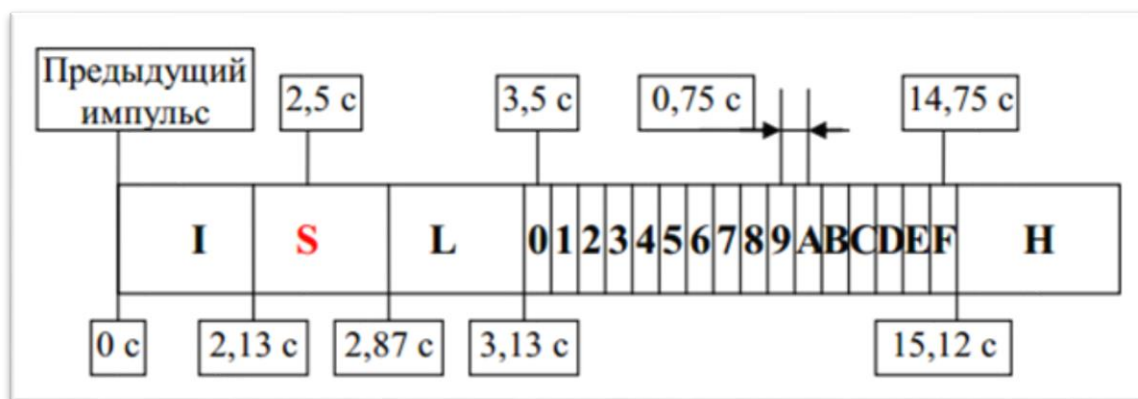 Предыдущий
импульс
2,5 с
3,5 с
0,75 с
14,75 с
I S L 0 1 2 3 4 5 6 7 8 9 A B C D E F H
0 с
2,13 с
2,87 с
3,13 с
15,12 с